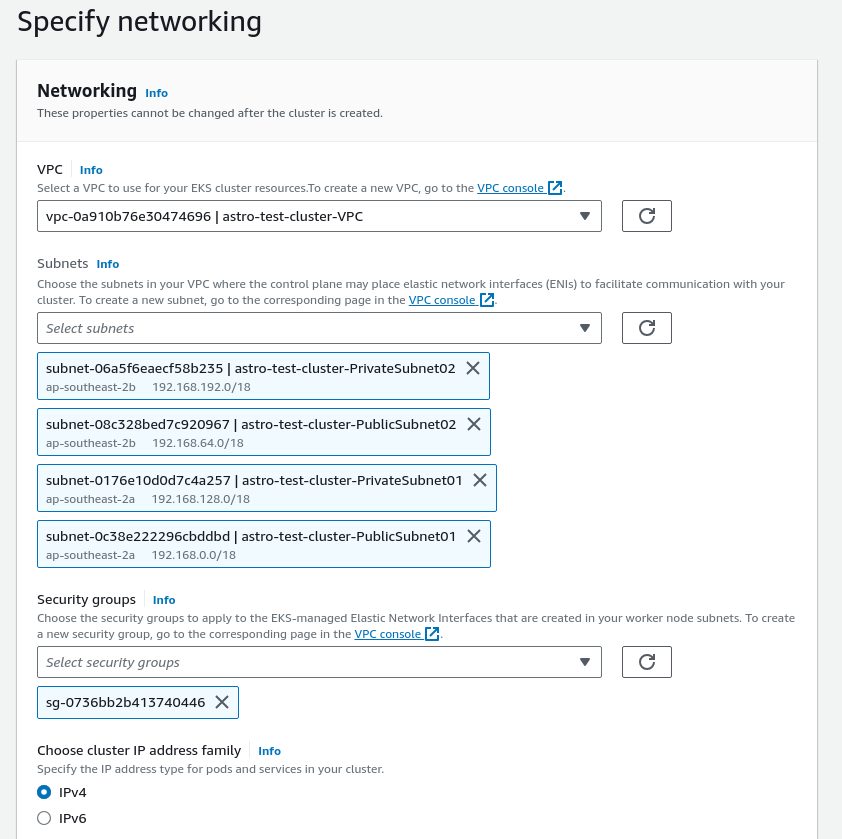 Specify networking
Networking Info
These properties cannot be changed after the cluster is created.
VPC Info
Select a VPC to use for your EKS cluster resources.To create a new VPC, go to the VPC console.
vpc-0a910b76e30474696 | astro-test-cluster-VPC
Subnets Info
Choose the subnets in your VPC where the control plane may place elastic network interfaces (ENIs) to facilitate communication with your
cluster. To create a new subnet, go to the corresponding page in the VPC console.
Select subnets
subnet-06a5f6eaecf58b235 | astro-test-cluster-PrivateSubnet02
ap-southeast-2b 192.168.192.0/18
subnet-08c328bed7c920967 | astro-test-cluster-PublicSubnet02
ap-southeast-2b 192.168.64.0/18
subnet-0176e10d0d7c4a257 | astro-test-cluster-PrivateSubnet01
ap-southeast-2a 192.168.128.0/18
subnet-0c38e222296cbddbd | astro-test-cluster-PublicSubnet01
ap-southeast-2a 192.168.0.0/18
Security groups Info
Choose the security groups to apply to the EKS-managed Elastic Network Interfaces that are created in your worker node subnets. To create
a new security group, go to the corresponding page in the VPC console.
Select security groups
sg-0736bb2b413740446
Choose cluster IP address family Info
Specify the IP address type for pods and services in your cluster.
IPv4
IPv6